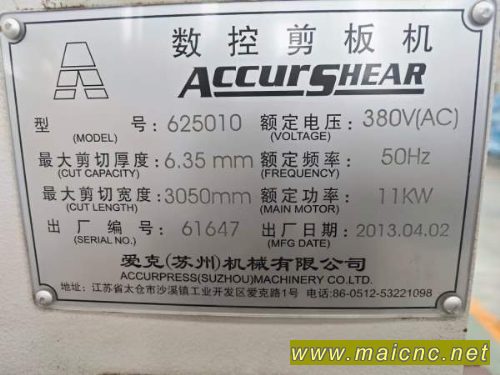 数控剪板机
ACCURSHEAR
型 号: 625010 额定电压: 380V(AC)
(MODEL) (VOLTAGE)
最大剪切厚度: 6.35 mm 额定频率: 50Hz
(CUT CAPACITY) (FREQUENCY)
最大剪切宽度: 3050mm 额定功率: 11KW
(CUT LENGTH) (MAIN MOTOR)
出 厂 编 号: 61647 出厂日期: 2013.04.02
(SERIAL NO.) (MFG DATE)
爱克(苏州)机械有限公司
ACCURPRESS(SUZHOU)MACHINERY CO.LTD.
地址: 江苏省太仓市沙溪镇工业开发区爱克路1号 电话:86-0512-53221098
www.maicnc.net